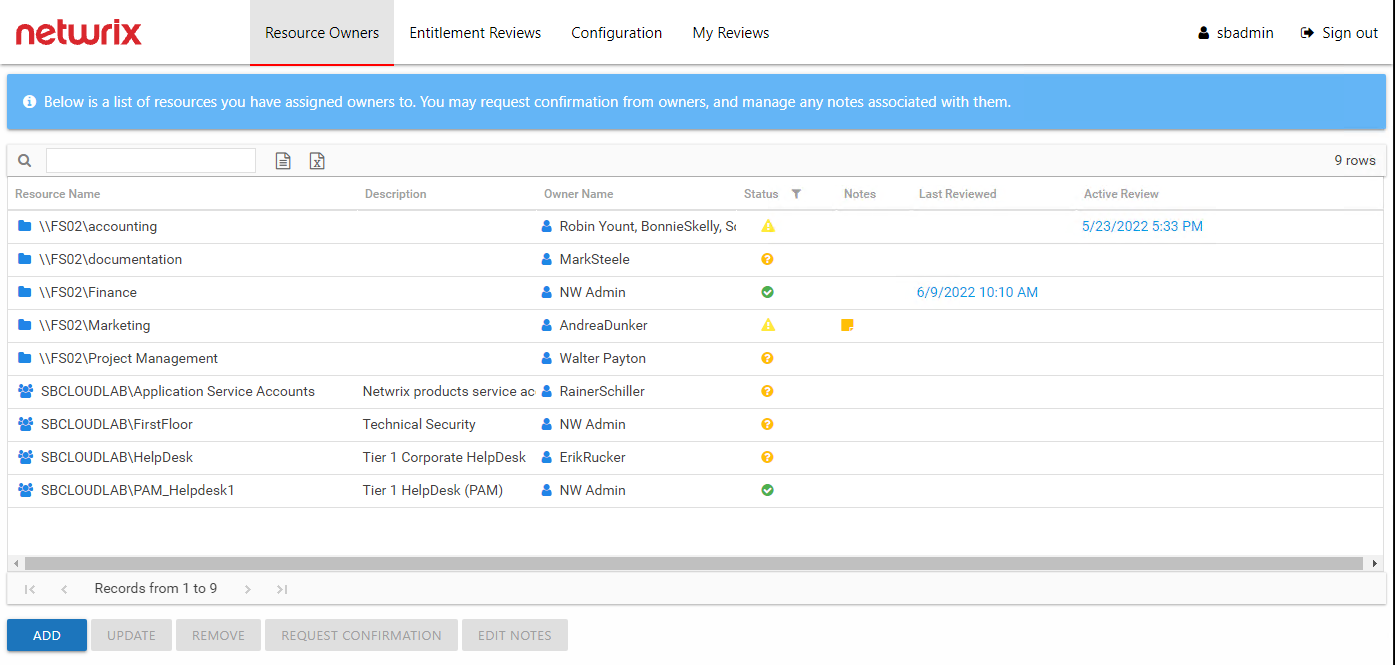 netwrix Resource Owners Entitlement Reviews Configuration My Reviews sbadmin Sign out
Below is a list of resources you have assigned owners to. You may request confirmation from owners, and manage any notes associated with them.
9 rows
Resource Name Description Owner Name Status Notes Last Reviewed Active Review
\\FS02\accounting Robin Yount, BonnieSkelly, Sc 5/23/2022 5:33 PM
\\FS02\documentation MarkSteele
\\FS02\Finance NW Admin 6/9/2022 10:10 AM
\\FS02\Marketing AndreaDunker
\\FS02\Project Management Walter Payton
SBCLOUDLAB\Application Service Accounts Netwrix products service acc RainerSchiller
SBCLOUDLAB\FirstFloor Technical Security NW Admin
SBCLOUDLAB\HelpDesk Tier 1 Corporate HelpDesk ErikRucker
SBCLOUDLAB\PAM_Helpdesk1 Tier 1 HelpDesk (PAM) NW Admin
Records from 1 to 9
ADD UPDATE REMOVE REQUEST CONFIRMATION EDIT NOTES